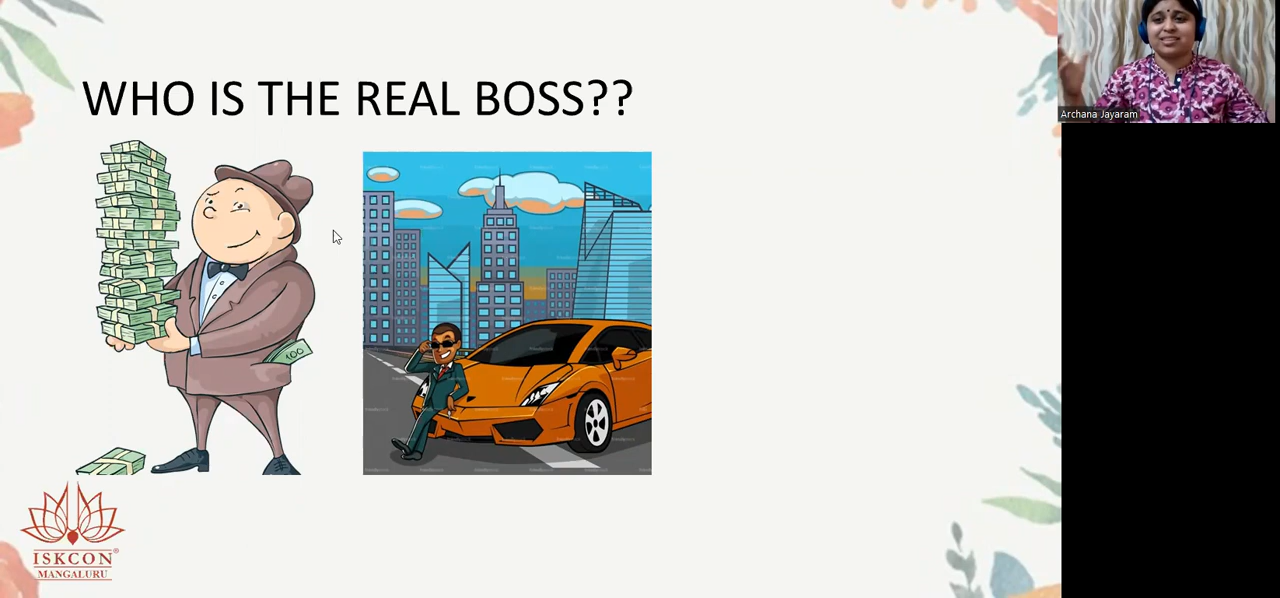 WHO IS THE REAL BOSS??
Archana Jayaram
100
ISKCON®
MANGALURU